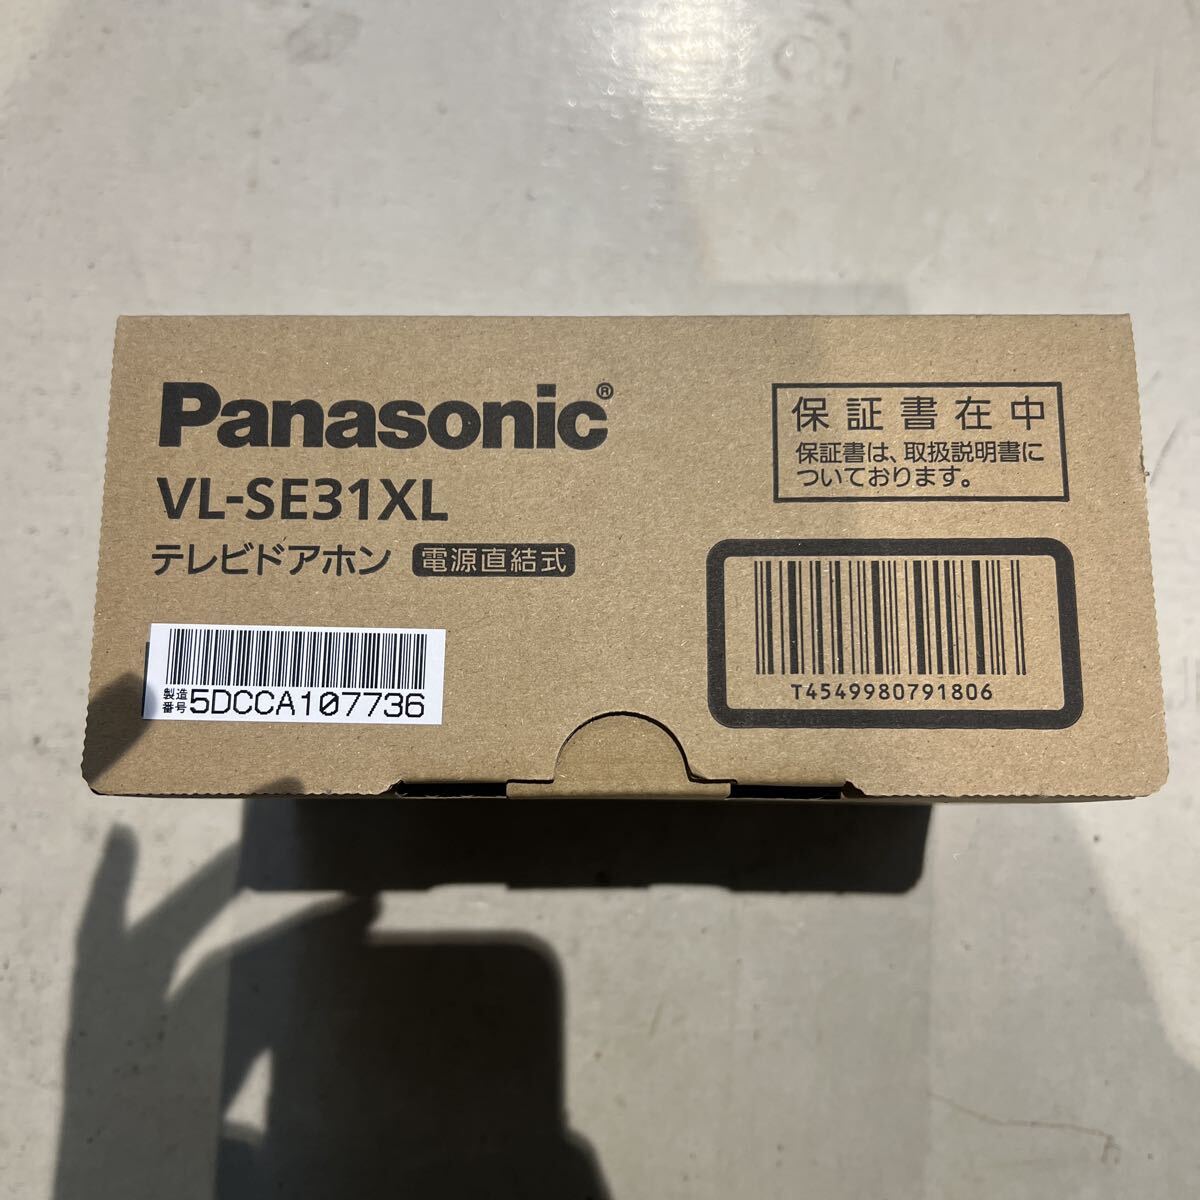 Panasonic®
VL-SE31XL
テレビドアホン 電源直結式
製造番号 5DCCA107736
保証書在中
保証書は、取扱説明書に
ついております。
T4549980791806